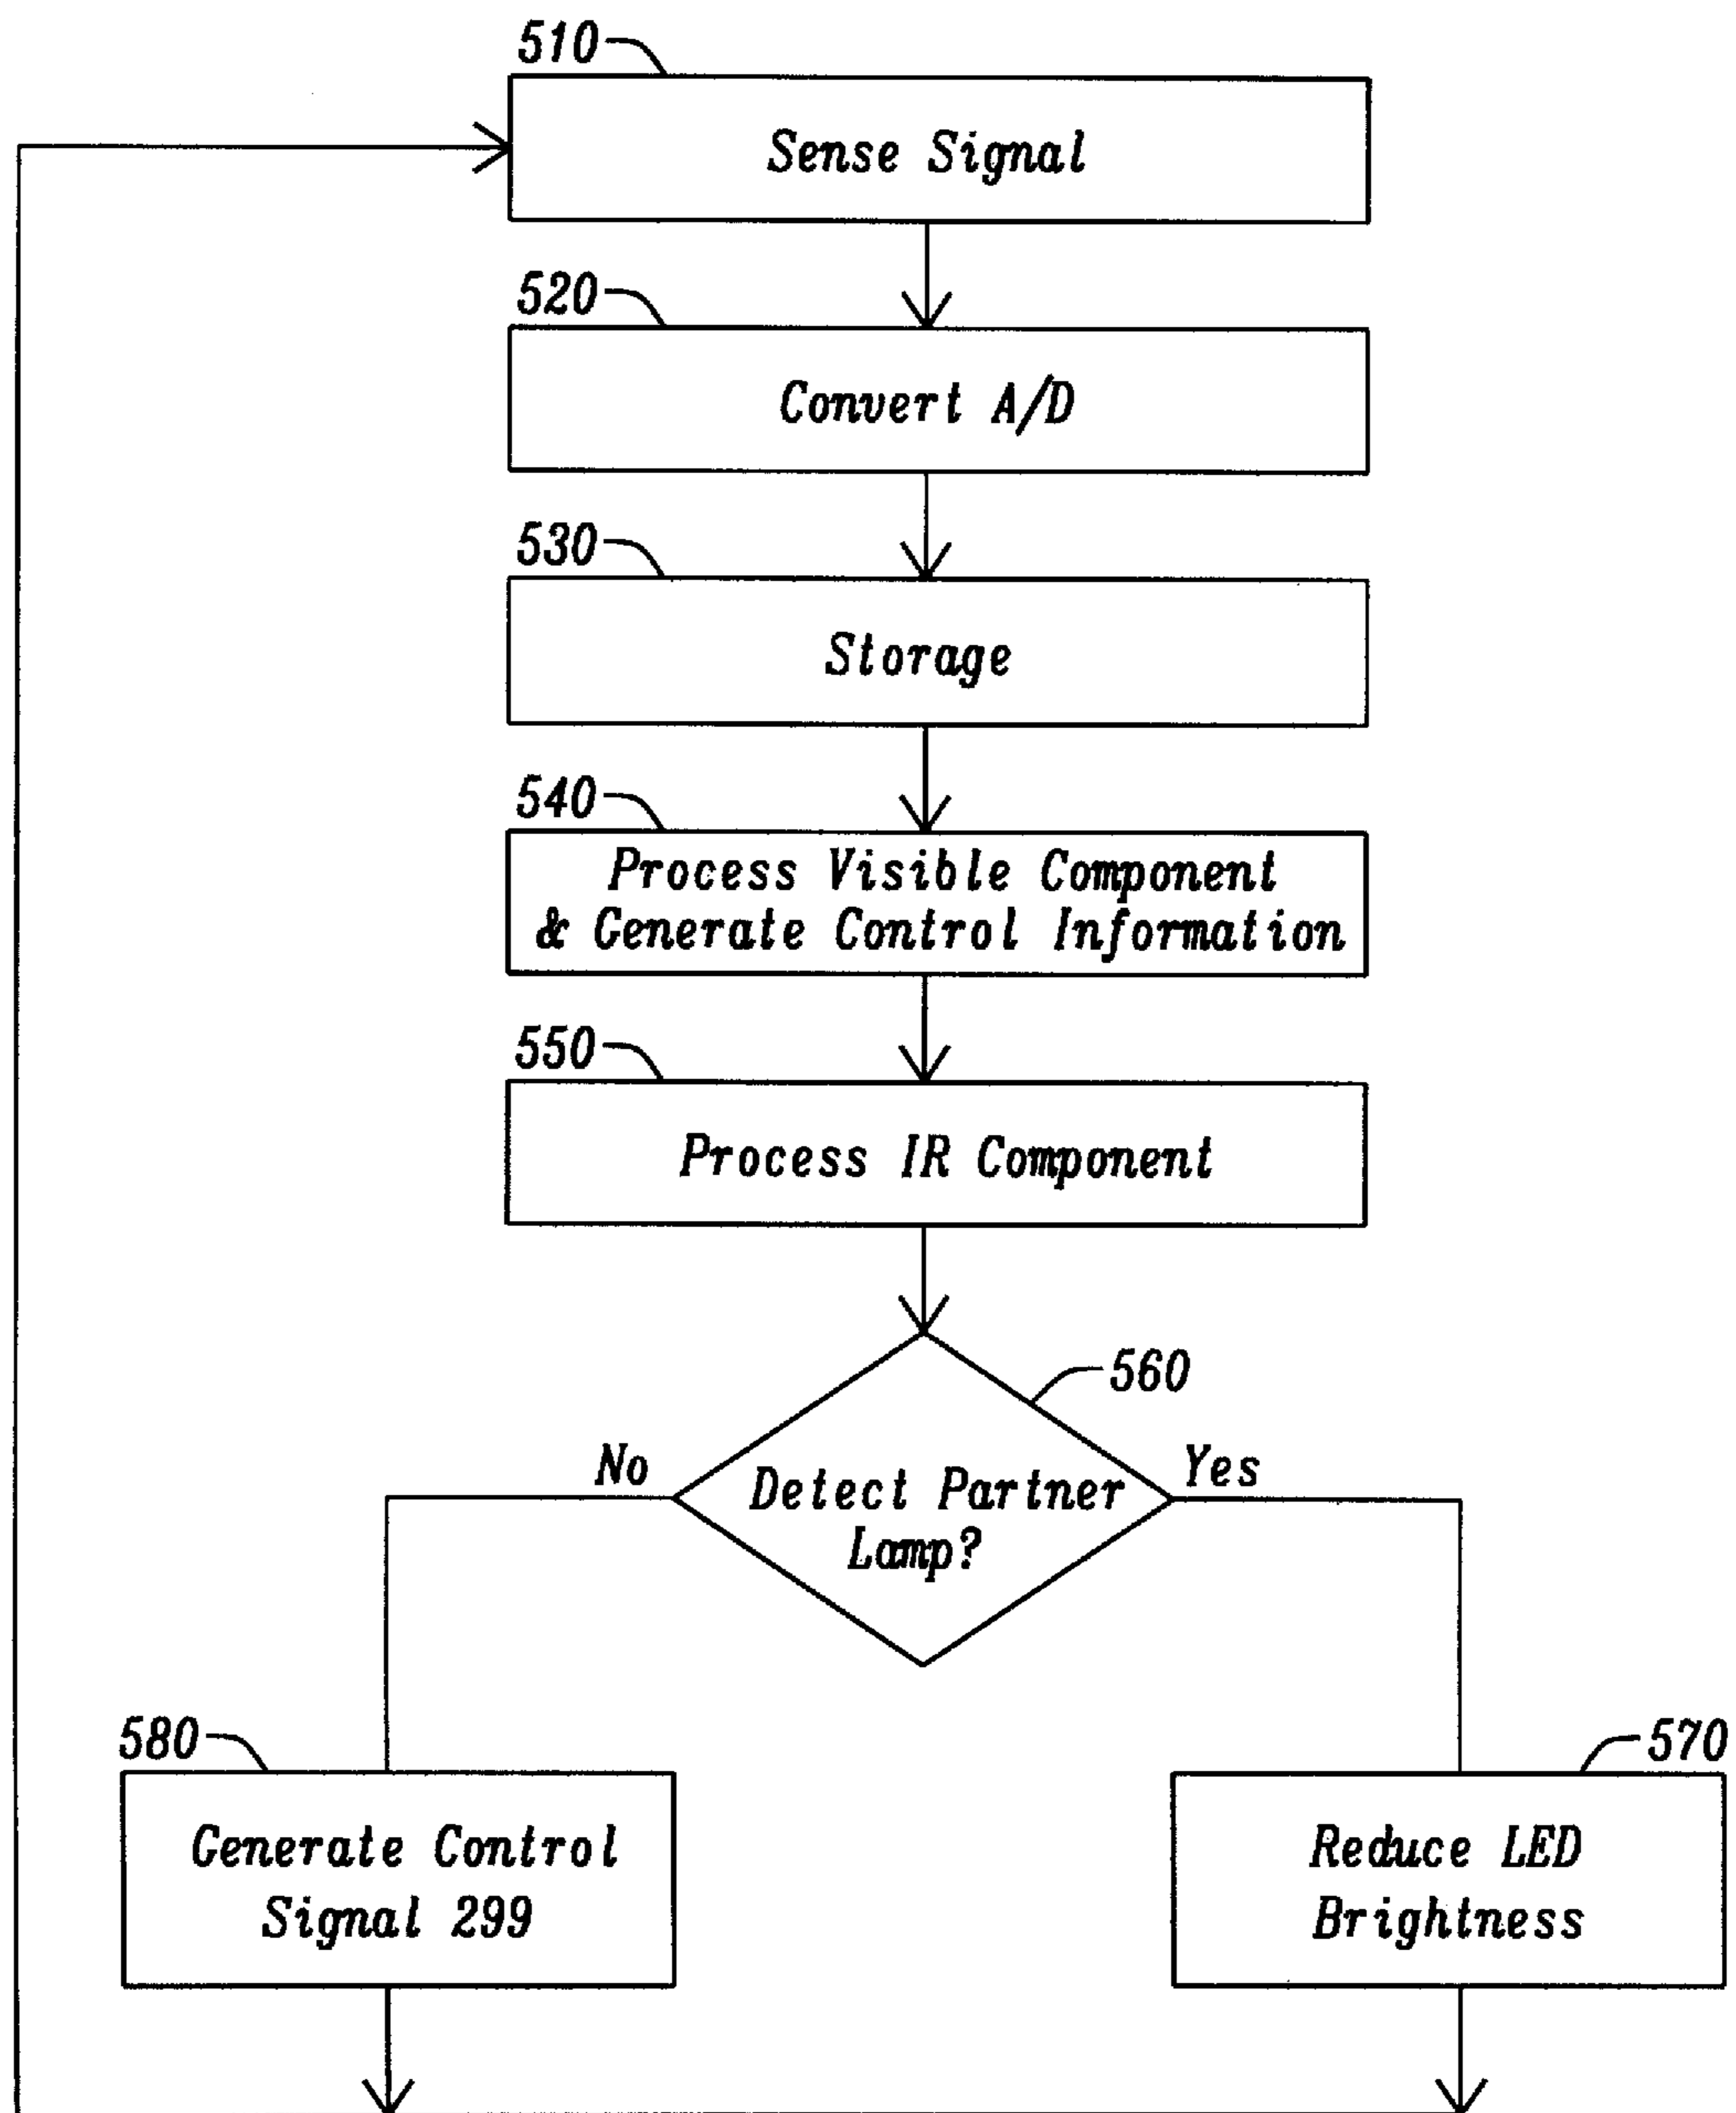 510
Sense Signal
520
Convert A/D
530
Storage
540
Process Visible Component
& Generate Control Information
550
Process IR Component
560
No
Yes
Detect Partner
Lamp?
580
570
Generate Control
Signal 299
Reduce LED
Brightness